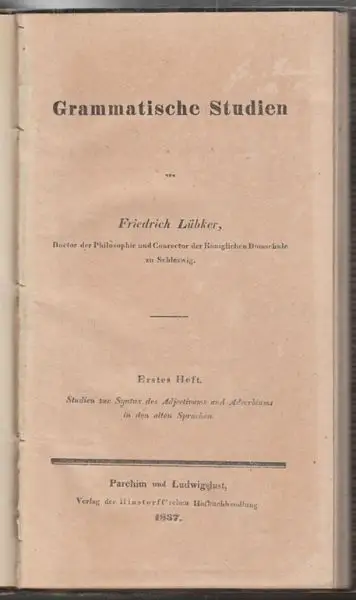 Grammatische Studien
von
Friedrich Lübker,
Doctor der Philosophie und Conrector der Königlichen Domschule
zu Schleswig.
Erstes Heft.
Studien zur Syntax des Adjectivums und Adverbiums
in den alten Sprachen.
Parchim und Ludwigslust,
Verlag der Hinstorff'schen Hofbuchhandlung
1837.